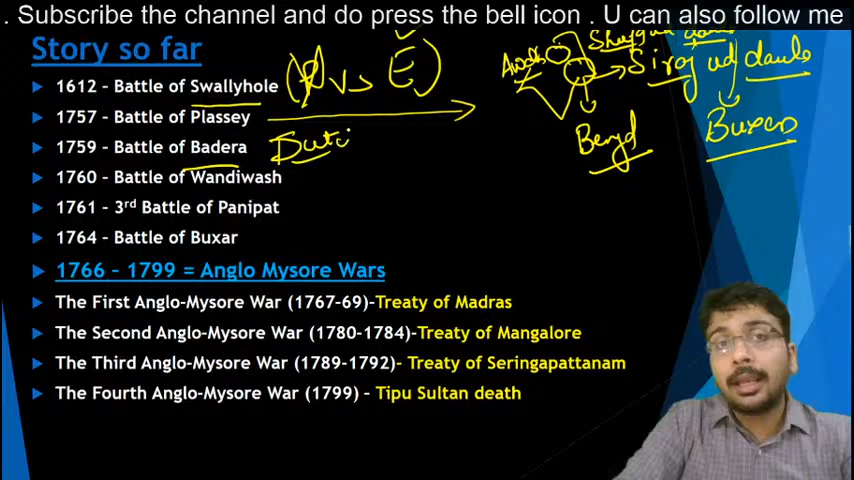 . Subscribe the channel and do press the bell icon . U can also follow me
Story so far
1612 - Battle of Swallyhole (P vs E)
1757 - Battle of Plassey
1759 - Battle of Badera Dutc
1760 - Battle of Wandiwash
1761 - 3rd Battle of Panipat
1764 - Battle of Buxar
Awadh
Siraj ud daula
Buxar
1766 - 1799 = Anglo Mysore Wars
The First Anglo-Mysore War (1767-69)-Treaty of Madras
The Second Anglo-Mysore War (1780-1784)-Treaty of Mangalore
The Third Anglo-Mysore War (1789-1792)- Treaty of Seringapattanam
The Fourth Anglo-Mysore War (1799) - Tipu Sultan death